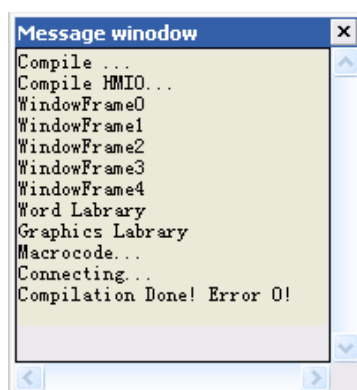 Message winodow
Compile ...
Compile HMI0...
WindowFrame0
WindowFrame1
WindowFrame2
WindowFrame3
WindowFrame4
Word Labrary
Graphics Labrary
Macrocode...
Connecting...
Compilation Done! Error 0!